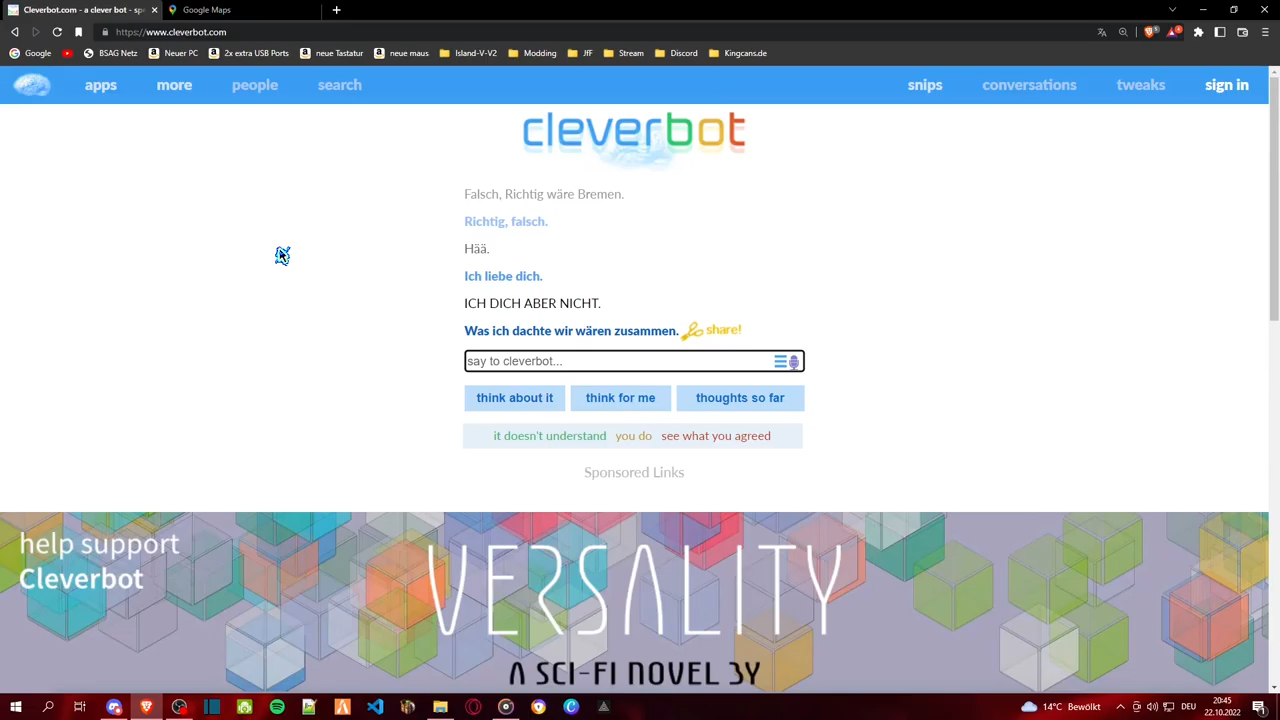 Cleverbot.com - a clever bot - sp
Google Maps
https://www.cleverbot.com
Google
BSAG Netz
Neuer PC
2x extra USB Ports
neue Tastatur
neue maus
Island-V-V2
Modding
JfF
Stream
Discord
Kingcans.de
apps more people search snips conversations tweaks sign in
cleverbot
Falsch, Richtig wäre Bremen.
Richtig, falsch.
Hää.
Ich liebe dich.
ICH DICH ABER NICHT.
Was ich dachte wir wären zusammen. share!
say to cleverbot...
think about it think for me thoughts so far
it doesn't understand you do see what you agreed
Sponsored Links
help support
Cleverbot
VERSALITY
A SCI-FI NOVEL BY
14°C Bewölkt
DEU
20:45
22.10.2022